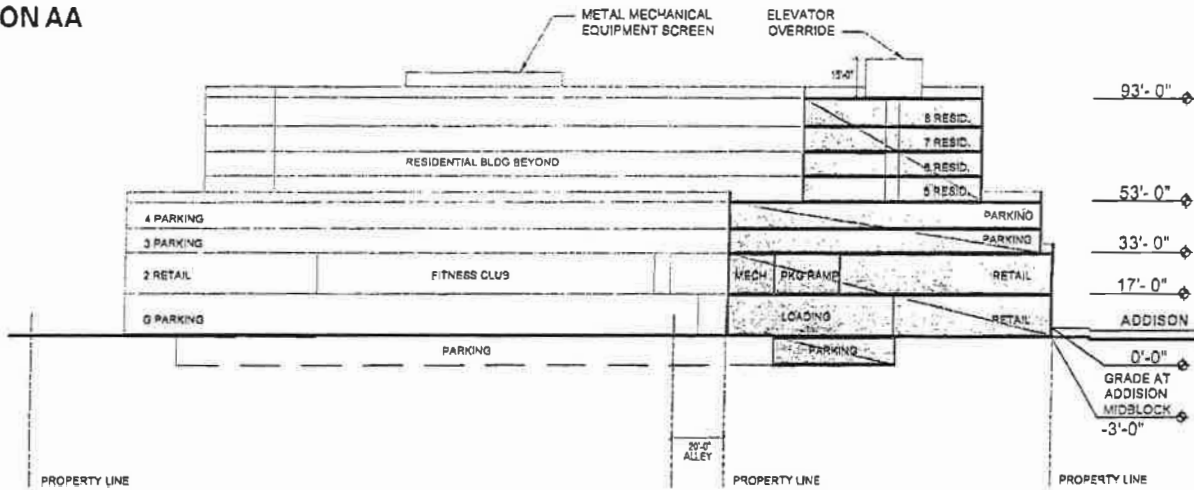 ON AA
METAL MECHANICAL
EQUIPMENT SCREEN
ELEVATOR
OVERRIDE
15'-0"
93'- 0"
8 RESID.
7 RESID.
RESIDENTIAL BLDG BEYOND
6 RESID.
5 RESID.
53'- 0"
4 PARKING
PARKING
3 PARKING
PARKING
33'- 0"
2 RETAIL
FITNESS CLUB
MECH
PKG RAMP
RETAIL
17'- 0"
G PARKING
LOADING
RETAIL
ADDISON
PARKING
PARKING
0'-0"
GRADE AT
ADDISION
MIDBLOCK
-3'-0"
20'-0"
ALLEY
PROPERTY LINE
PROPERTY LINE
PROPERTY LINE